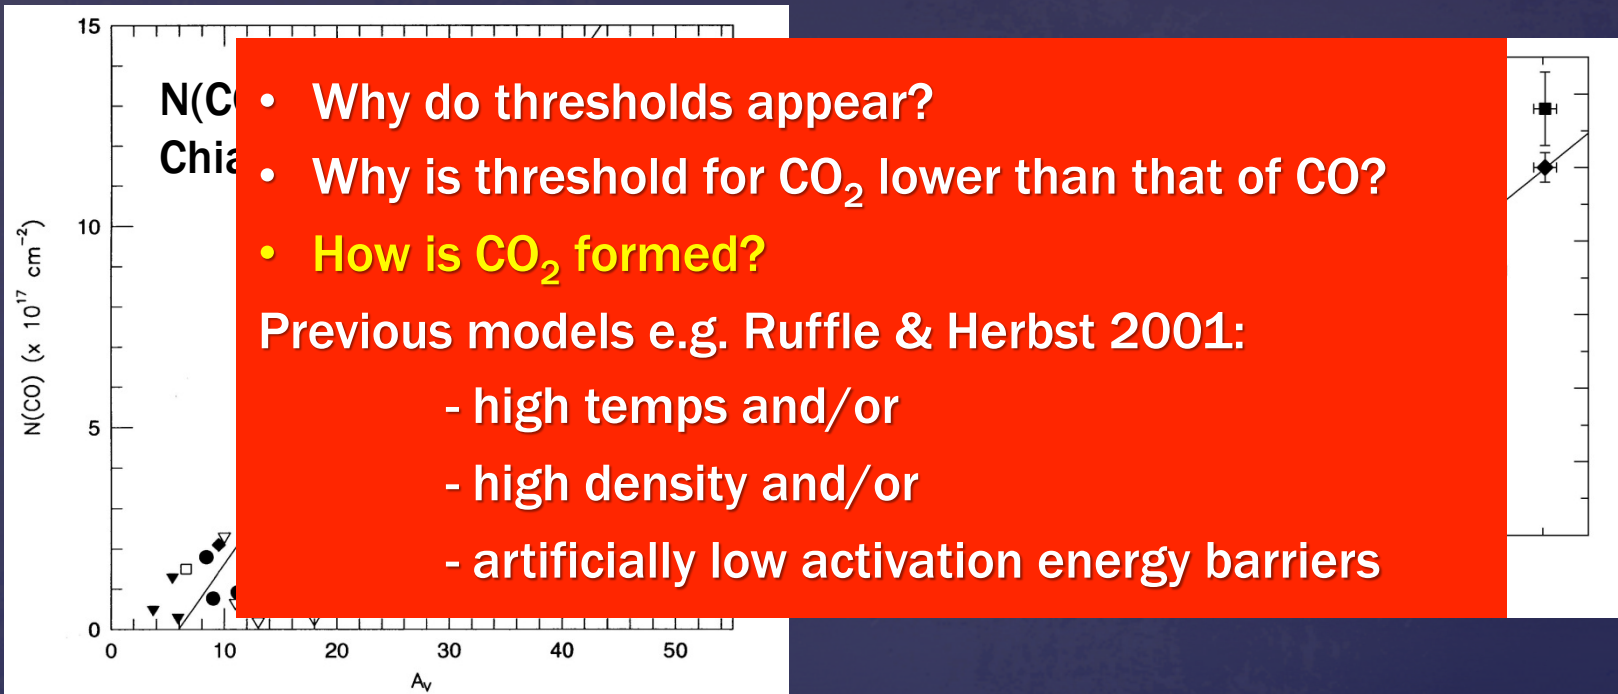 15
N(C
Chia
10
5
0
N(CO) (x 10¹⁷ cm⁻²)
0 10 20 30 40 50
Aᵥ
• Why do thresholds appear?
• Why is threshold for CO₂ lower than that of CO?
• How is CO₂ formed?
Previous models e.g. Ruffle & Herbst 2001:
- high temps and/or
- high density and/or
- artificially low activation energy barriers